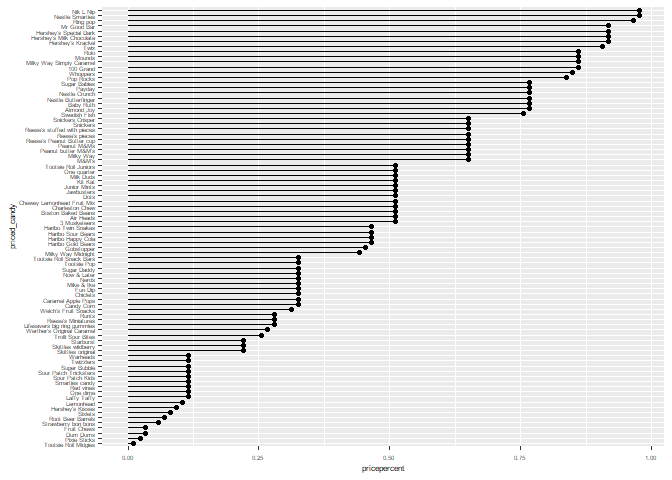 Nik L Nip
Nestle Smarties
Ring pop
Mr Good Bar
Hershey's Special Dark
Hershey's Milk Chocolate
Hershey's Krackel
Twix
Rolo
Mounds
Milky Way Simply Caramel
100 Grand
Whoppers
Pop Rocks
Sugar Babies
Payday
Nestle Crunch
Nestle Butterfinger
Baby Ruth
Almond Joy
Swedish Fish
Snickers Crisper
Snickers
Reese's stuffed with pieces
Reese's pieces
Reese's Peanut Butter cup
Peanut M&M's
Peanut butter M&M's
Milky Way
M&M's
Tootsie Roll Juniors
One quarter
Milk Duds
Kit Kat
Junior Mints
Jawbusters
Dots
Chewey Lemonhead Fruit Mix
Charleston Chew
Boston Baked Beans
Air Heads
3 Musketeers
Haribo Twin Snakes
Haribo Sour Bears
Haribo Happy Cola
Haribo Gold Bears
Gobstopper
Milky Way Midnight
Tootsie Roll Snack Bars
Tootsie Pop
Sugar Daddy
Now & Later
Nerds
Mike & Ike
Fun Dip
Chiclets
Caramel Apple Pops
Candy Corn
Welch's Fruit Snacks
Runts
Reese's Miniatures
Lifesavers big ring gummies
Werther's Original Caramel
Trolli Sour Bites
Starburst
Skittles wildberry
Skittles original
Warheads
Twizzlers
Super Bubble
Sour Patch Tricksters
Sour Patch Kids
Smarties candy
Red vines
One dime
Laffy Taffy
Lemonhead
Hershey's Kisses
Sixlets
Root Beer Barrels
Strawberry bon bons
Fruit Chews
Dum Dums
Pixie Sticks
Tootsie Roll Midgies
priced_candy
0.00 0.25 0.50 0.75 1.00
pricepercent